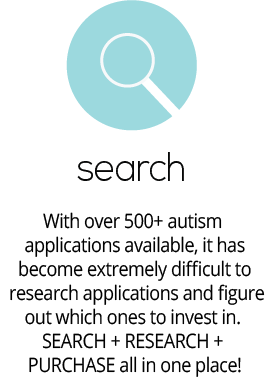 search
With over 500+ autism
applications available, it has
become extremely difficult to
research applications and figure
out which ones to invest in.
SEARCH + RESEARCH +
PURCHASE all in one place!